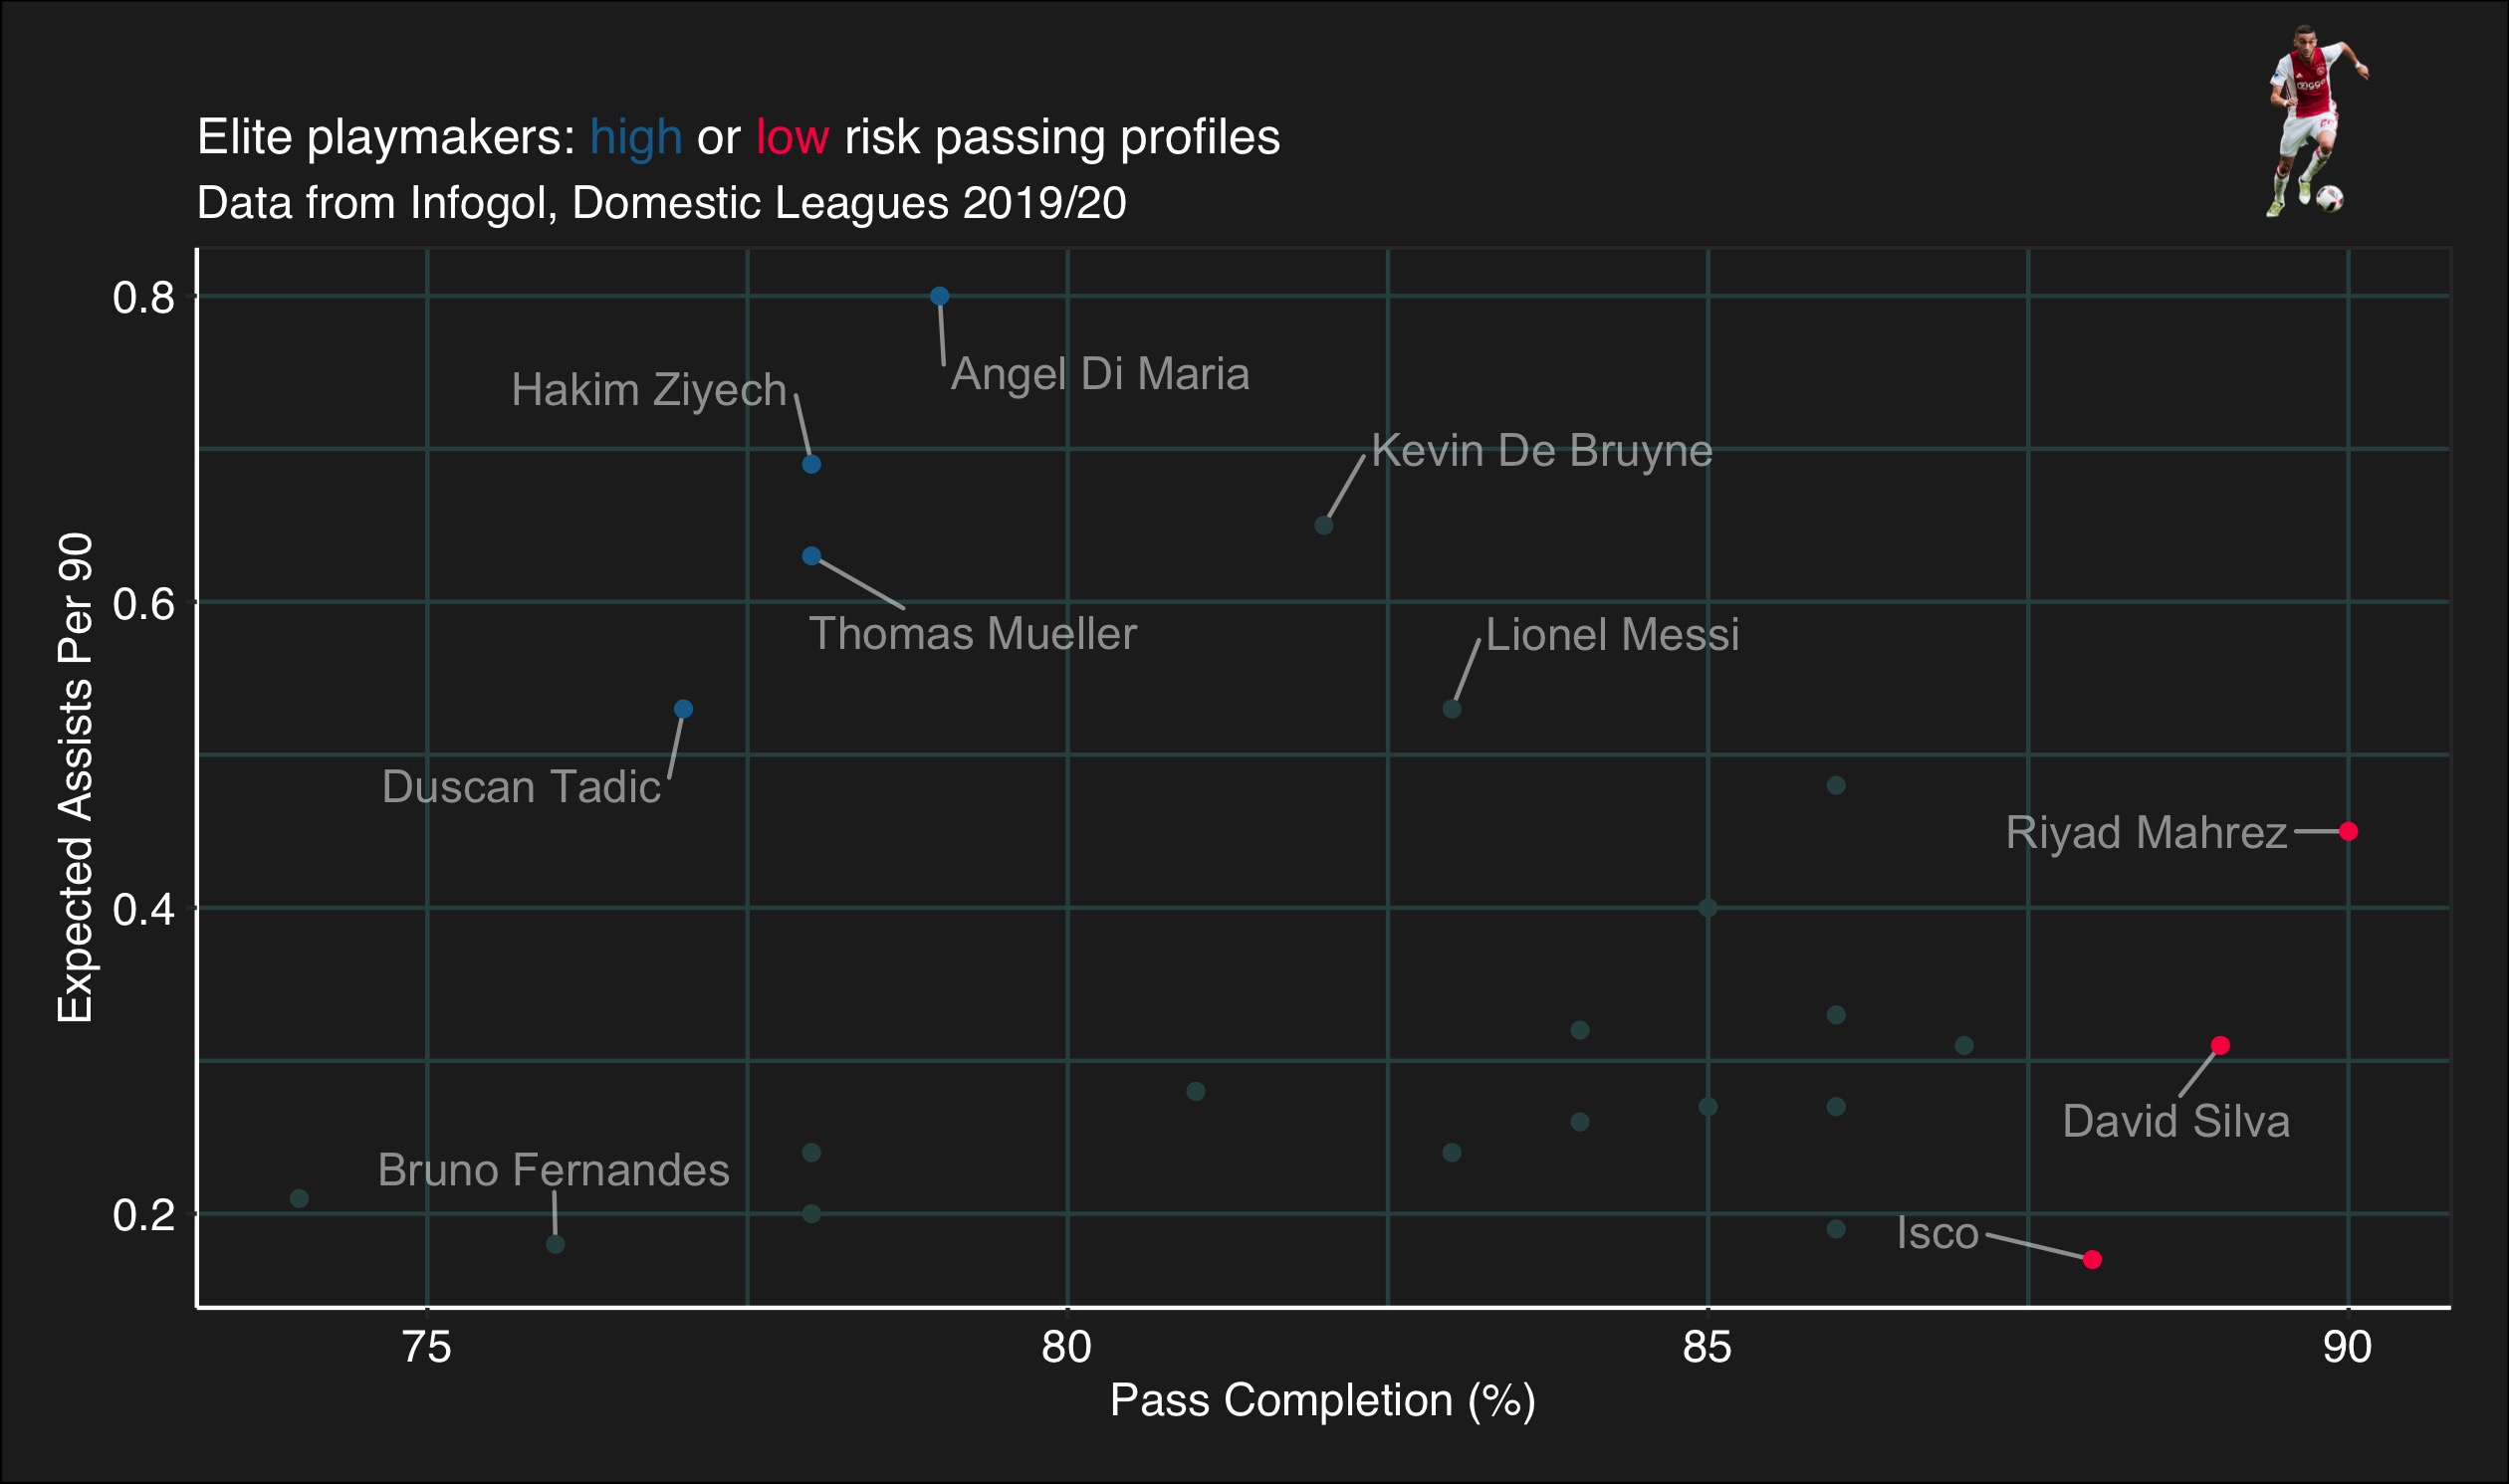 Elite playmakers: high or low risk passing profiles
Data from Infogol, Domestic Leagues 2019/20
Expected Assists Per 90
0.8
0.6
0.4
0.2
Angel Di Maria
Hakim Ziyech
Kevin De Bruyne
Thomas Mueller
Lionel Messi
Duscan Tadic
Riyad Mahrez
David Silva
Bruno Fernandes
Isco
75
80
85
90
Pass Completion (%)